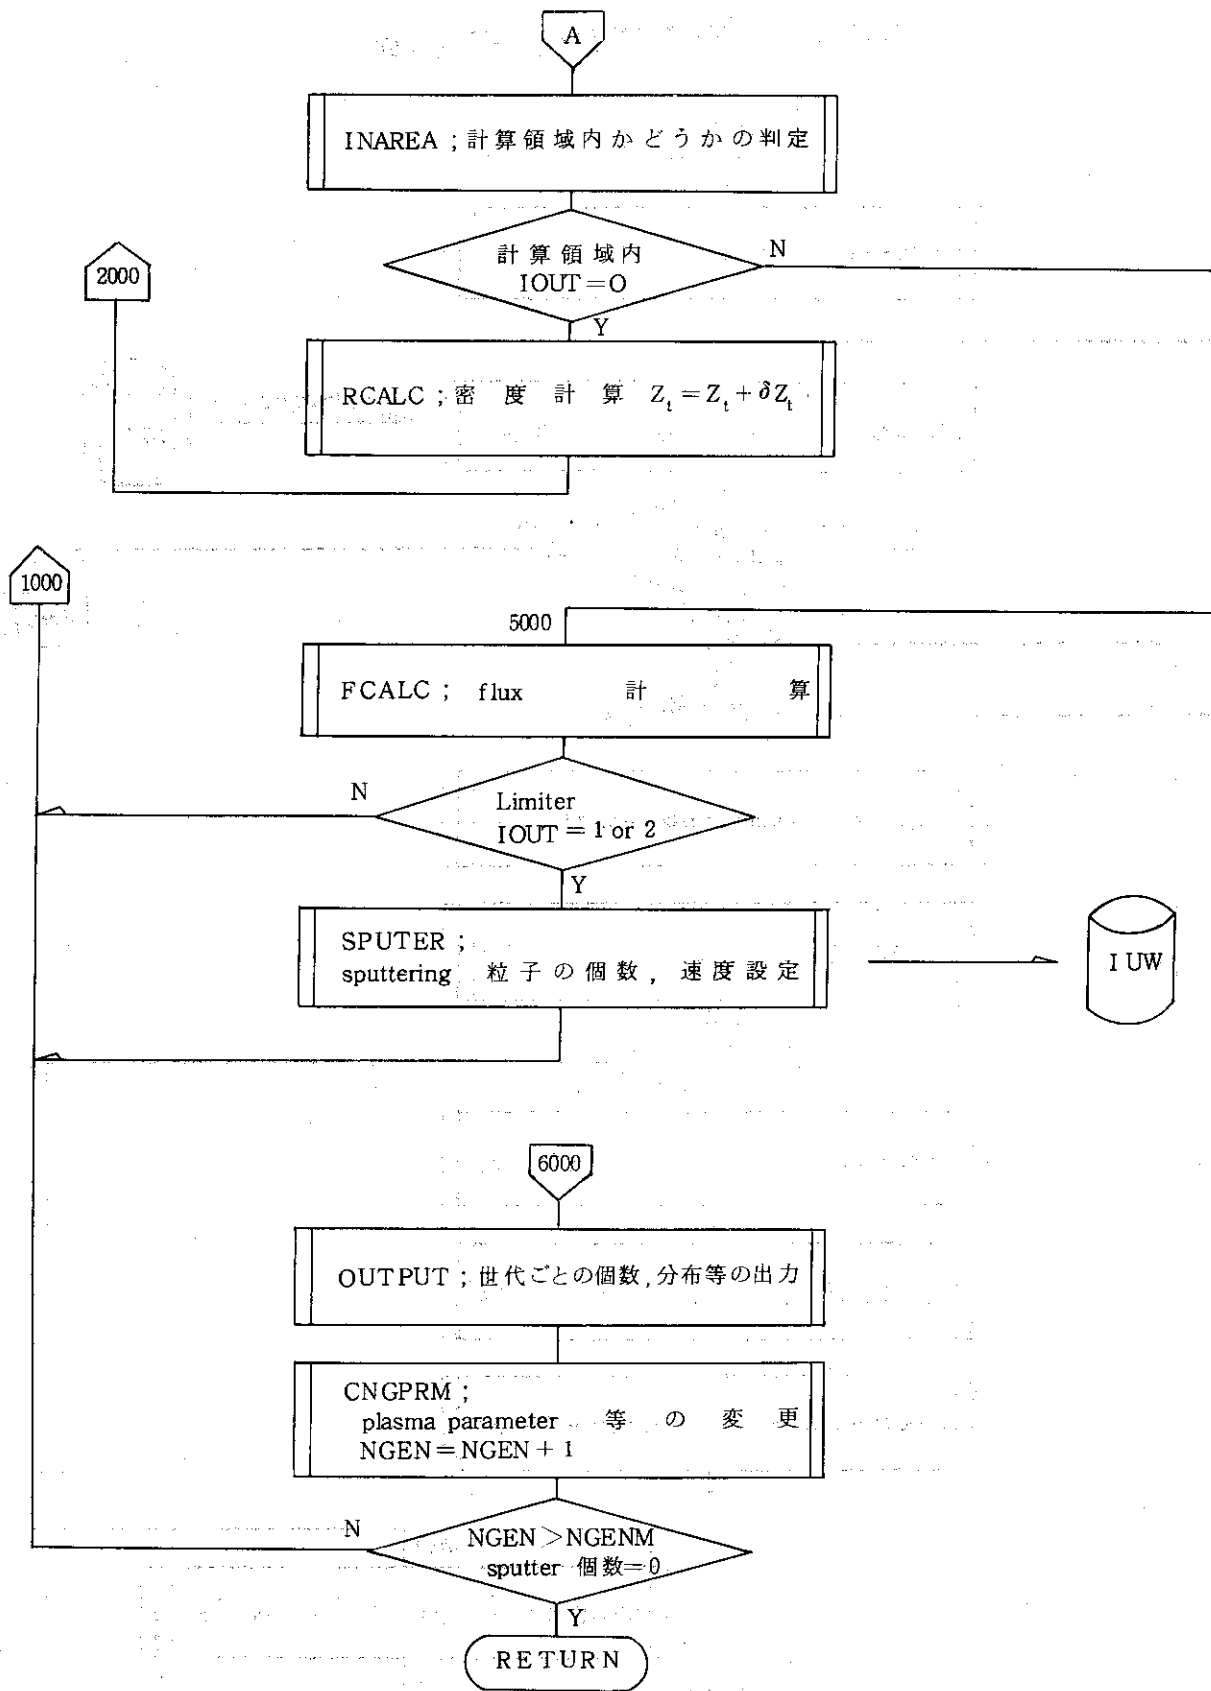 A
INAREA ; 計算領域内かどうかの判定
計算領域内
IOUT=O
N
2000
Y
RCALC ; 密度計算 Z_t = Z_t + δZ_t
1000
5000
FCALC ; flux 計算
N
Limiter
IOUT = 1 or 2
Y
SPUTER ;
sputtering 粒子の個数, 速度設定
IUW
6000
OUTPUT ; 世代ごとの個数,分布等の出力
CNGPRM ;
plasma parameter 等の変更
NGEN=NGEN+1
N
NGEN>NGENM
sputter 個数=0
Y
RETURN